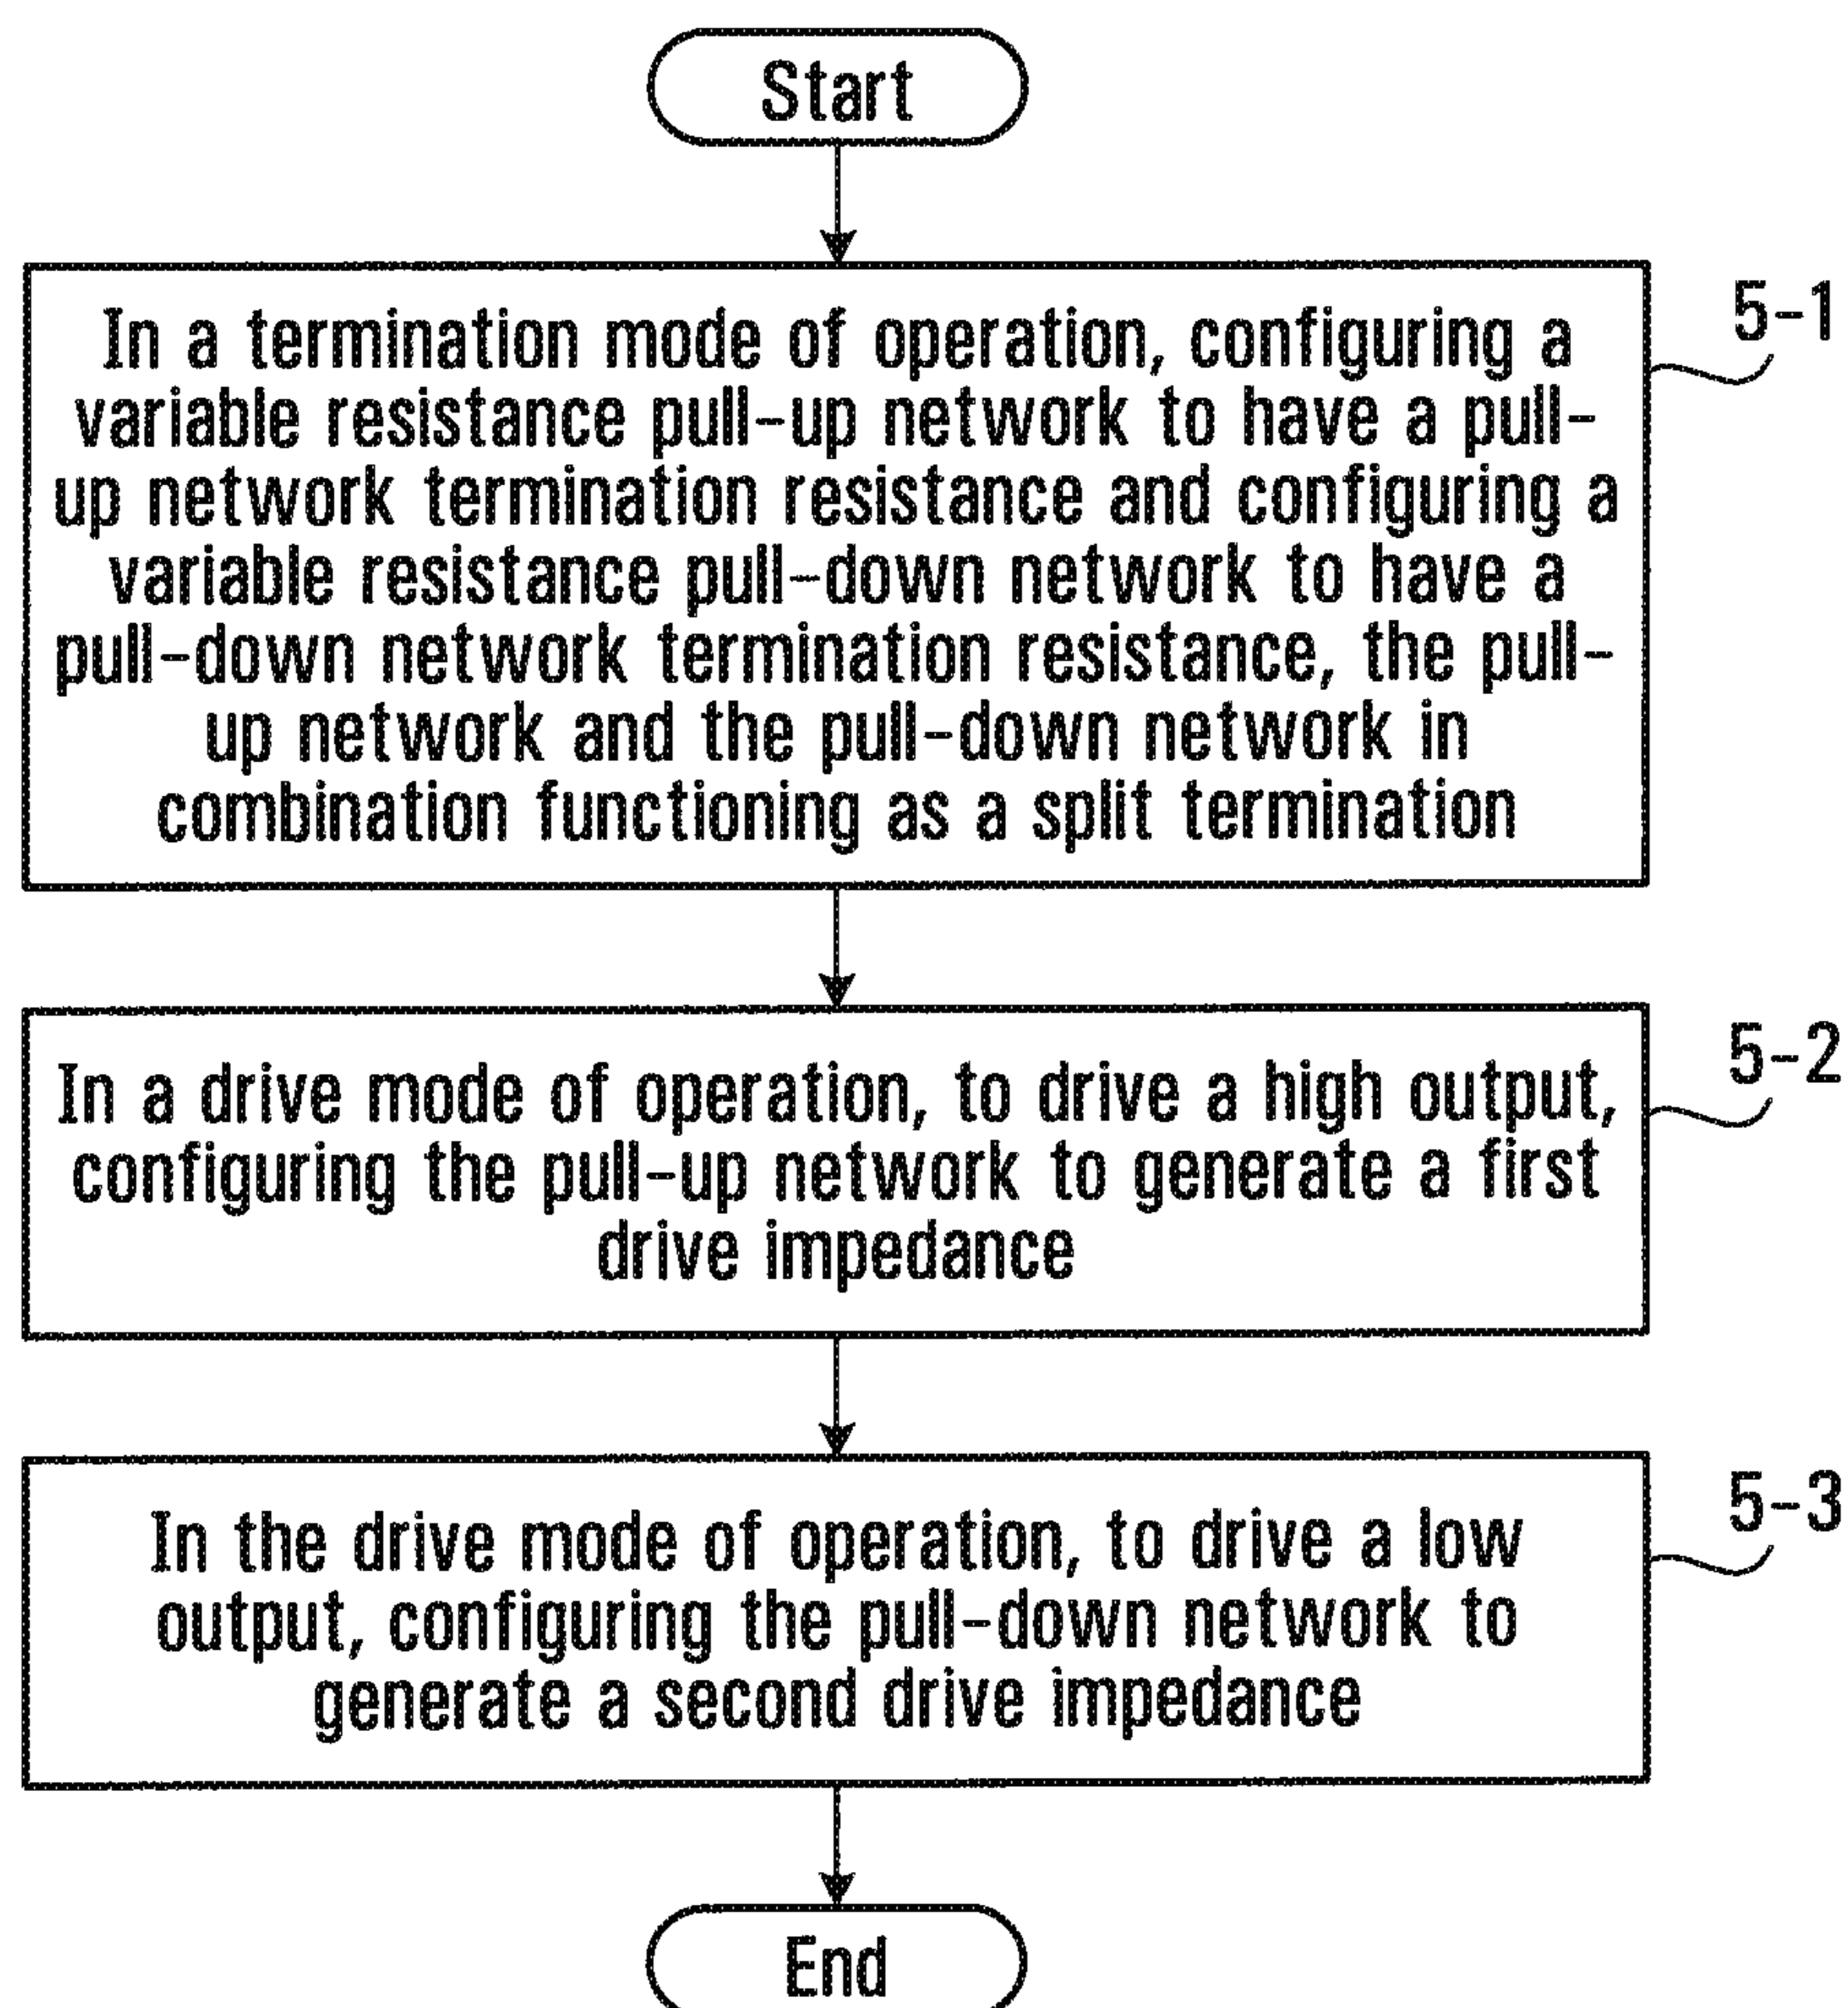 Start
In a termination mode of operation, configuring a
variable resistance pull-up network to have a pull-
up network termination resistance and configuring a
variable resistance pull-down network to have a
pull-down network termination resistance, the pull-
up network and the pull-down network in
combination functioning as a split termination
5-1
In a drive mode of operation, to drive a high output,
configuring the pull-up network to generate a first
drive impedance
5-2
In the drive mode of operation, to drive a low
output, configuring the pull-down network to
generate a second drive impedance
5-3
End